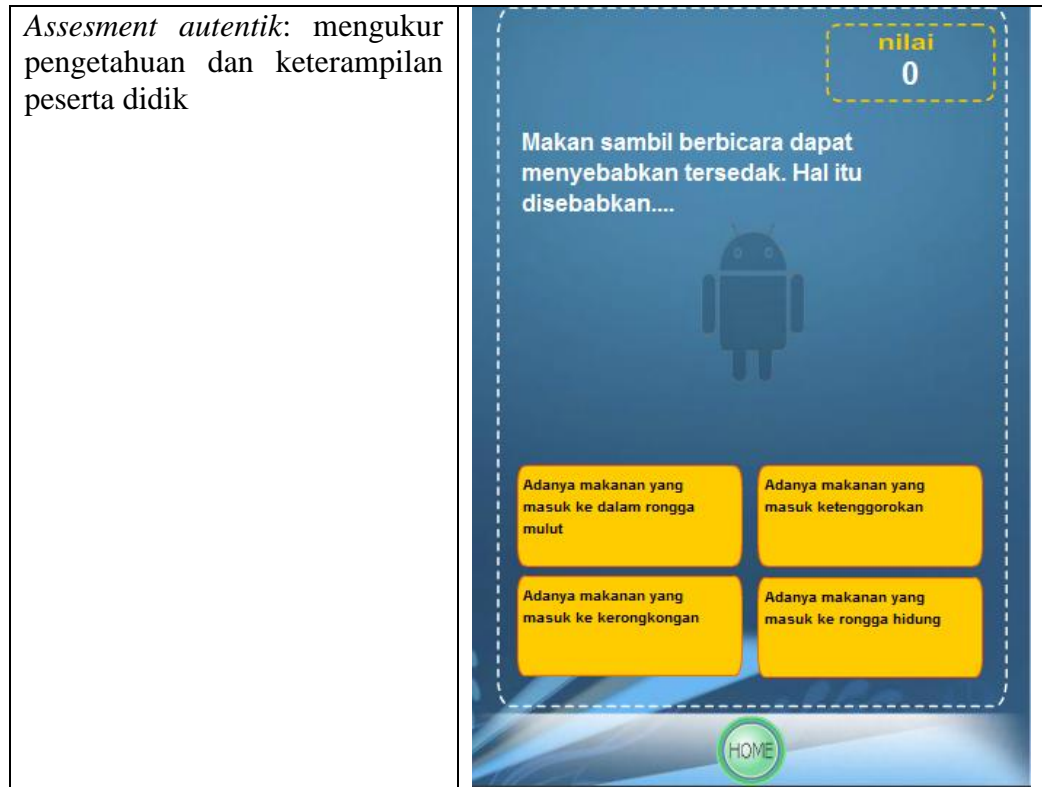 Assesment autentik: mengukur
pengetahuan dan keterampilan
peserta didik
nilai
0
Makan sambil berbicara dapat
menyebabkan tersedak. Hal itu
disebabkan....
Adanya makanan yang
masuk ke dalam rongga
mulut
Adanya makanan yang
masuk ketenggorokan
Adanya makanan yang
masuk ke kerongkongan
Adanya makanan yang
masuk ke rongga hidung
HOME